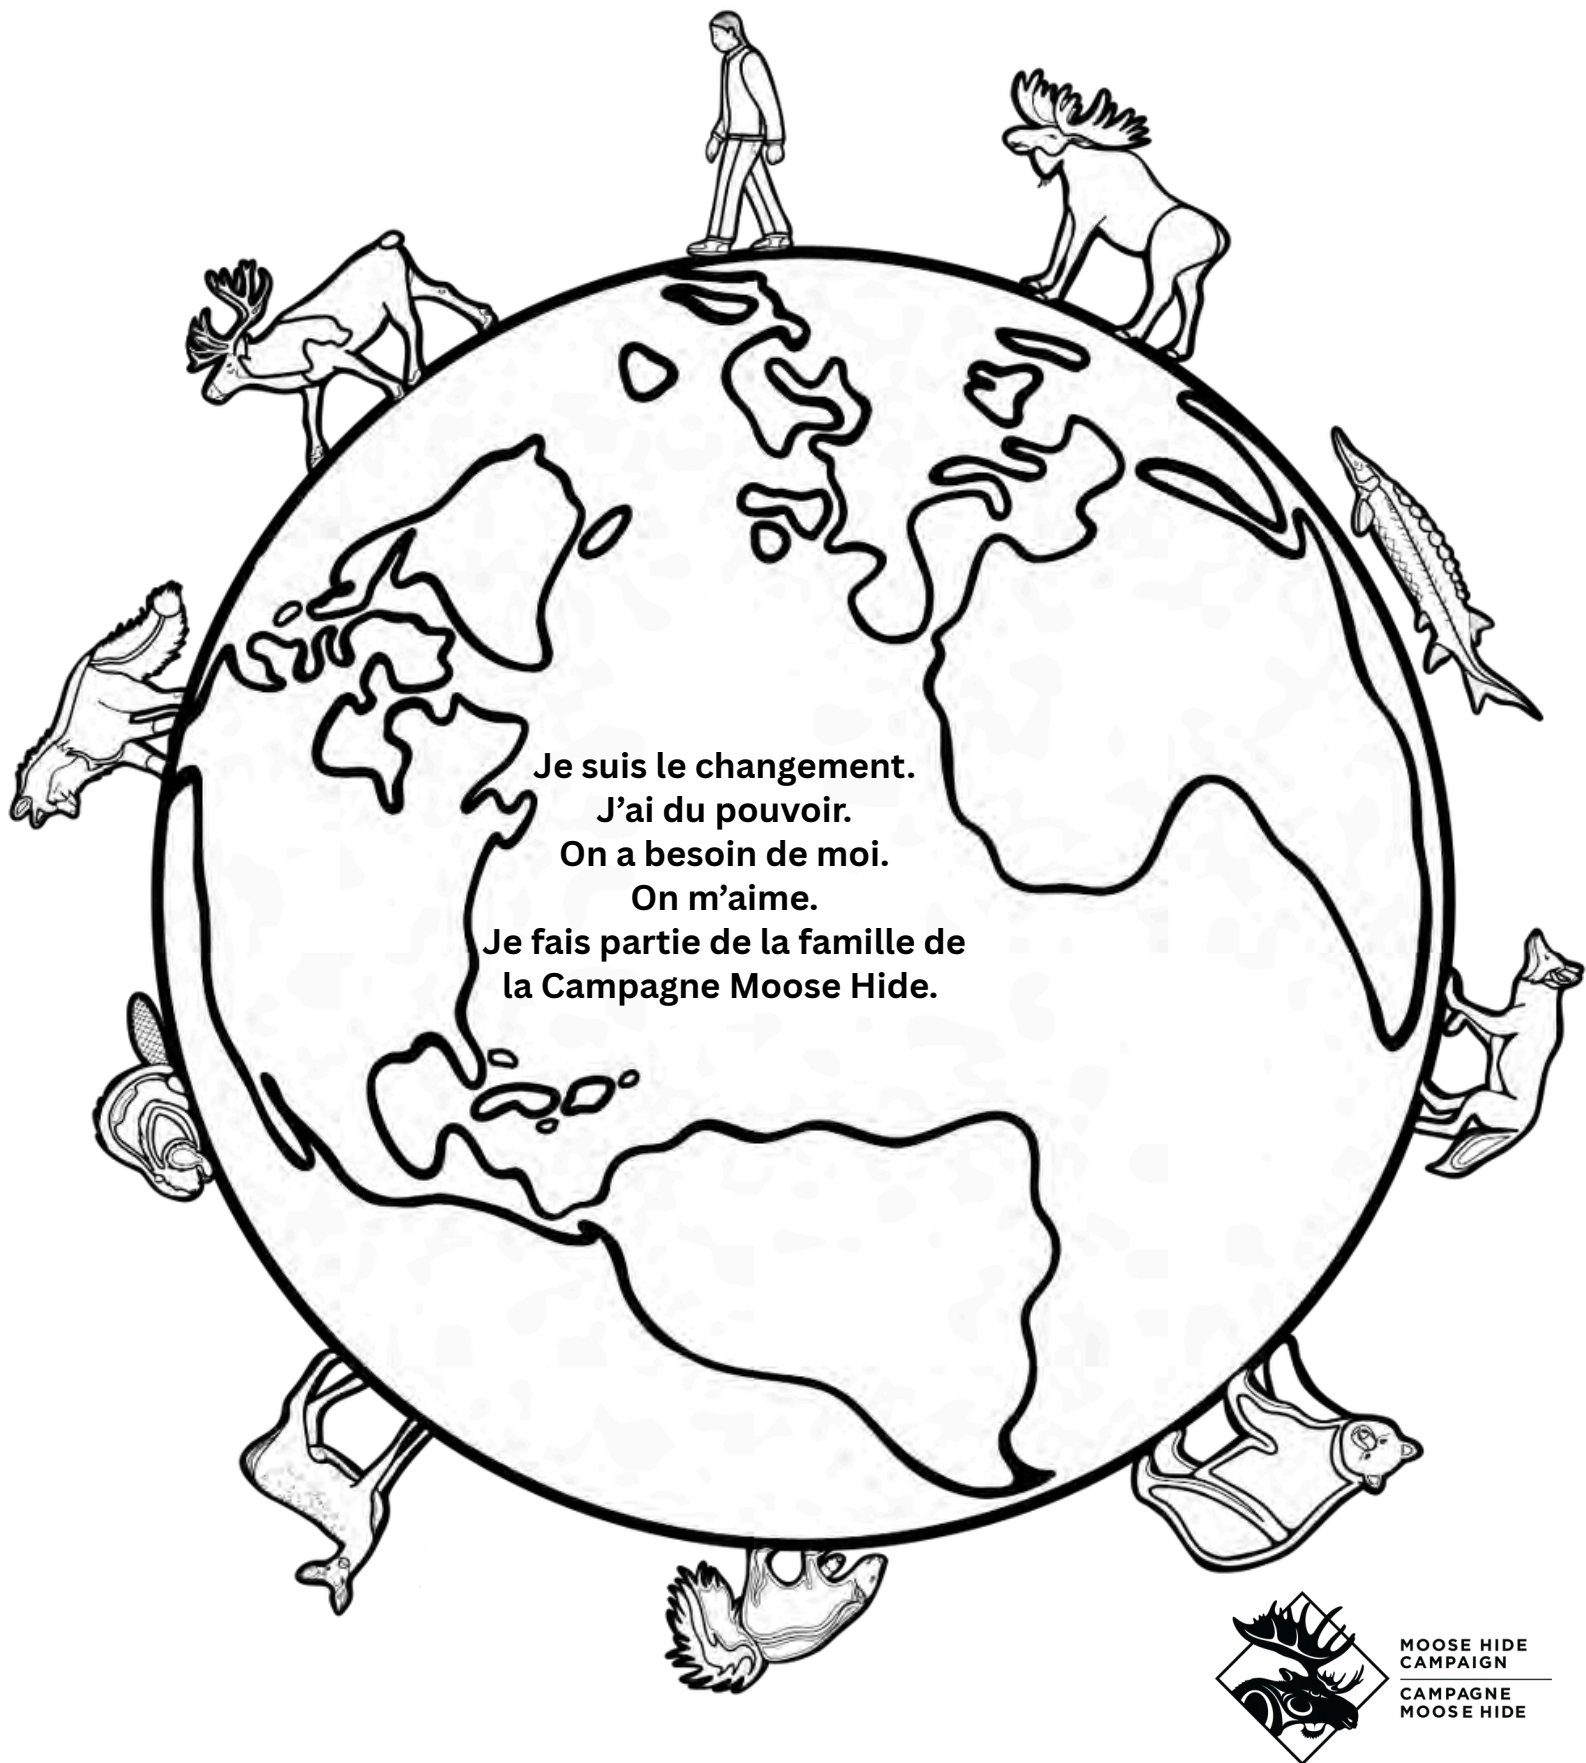 Je suis le changement.
J’ai du pouvoir.
On a besoin de moi.
On m’aime.
Je fais partie de la famille de
la Campagne Moose Hide.
MOOSE HIDE
CAMPAIGN
CAMPAGNE
MOOSE HIDE